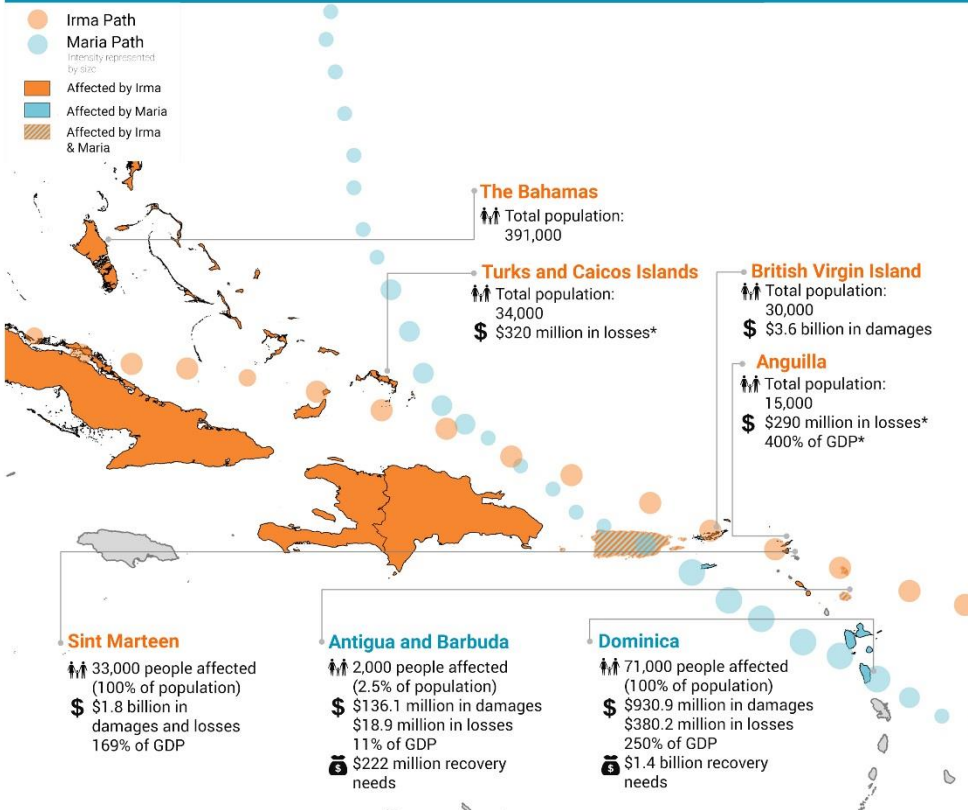 Irma Path
Maria Path
Intensity represented
by size
Affected by Irma
Affected by Maria
Affected by Irma
& Maria
The Bahamas
Total population:
391,000
Turks and Caicos Islands
Total population:
34,000
$ $320 million in losses*
British Virgin Island
Total population:
30,000
$ $3.6 billion in damages
Anguilla
Total population:
15,000
$ $290 million in losses*
400% of GDP*
Sint Marteen
33,000 people affected
(100% of population)
$ $1.8 billion in
damages and losses
169% of GDP
Antigua and Barbuda
2,000 people affected
(2.5% of population)
$ $136.1 million in damages
$18.9 million in losses
11% of GDP
$ $222 million recovery
needs
Dominica
71,000 people affected
(100% of population)
$ $930.9 million in damages
$380.2 million in losses
250% of GDP
$ $1.4 billion recovery
needs